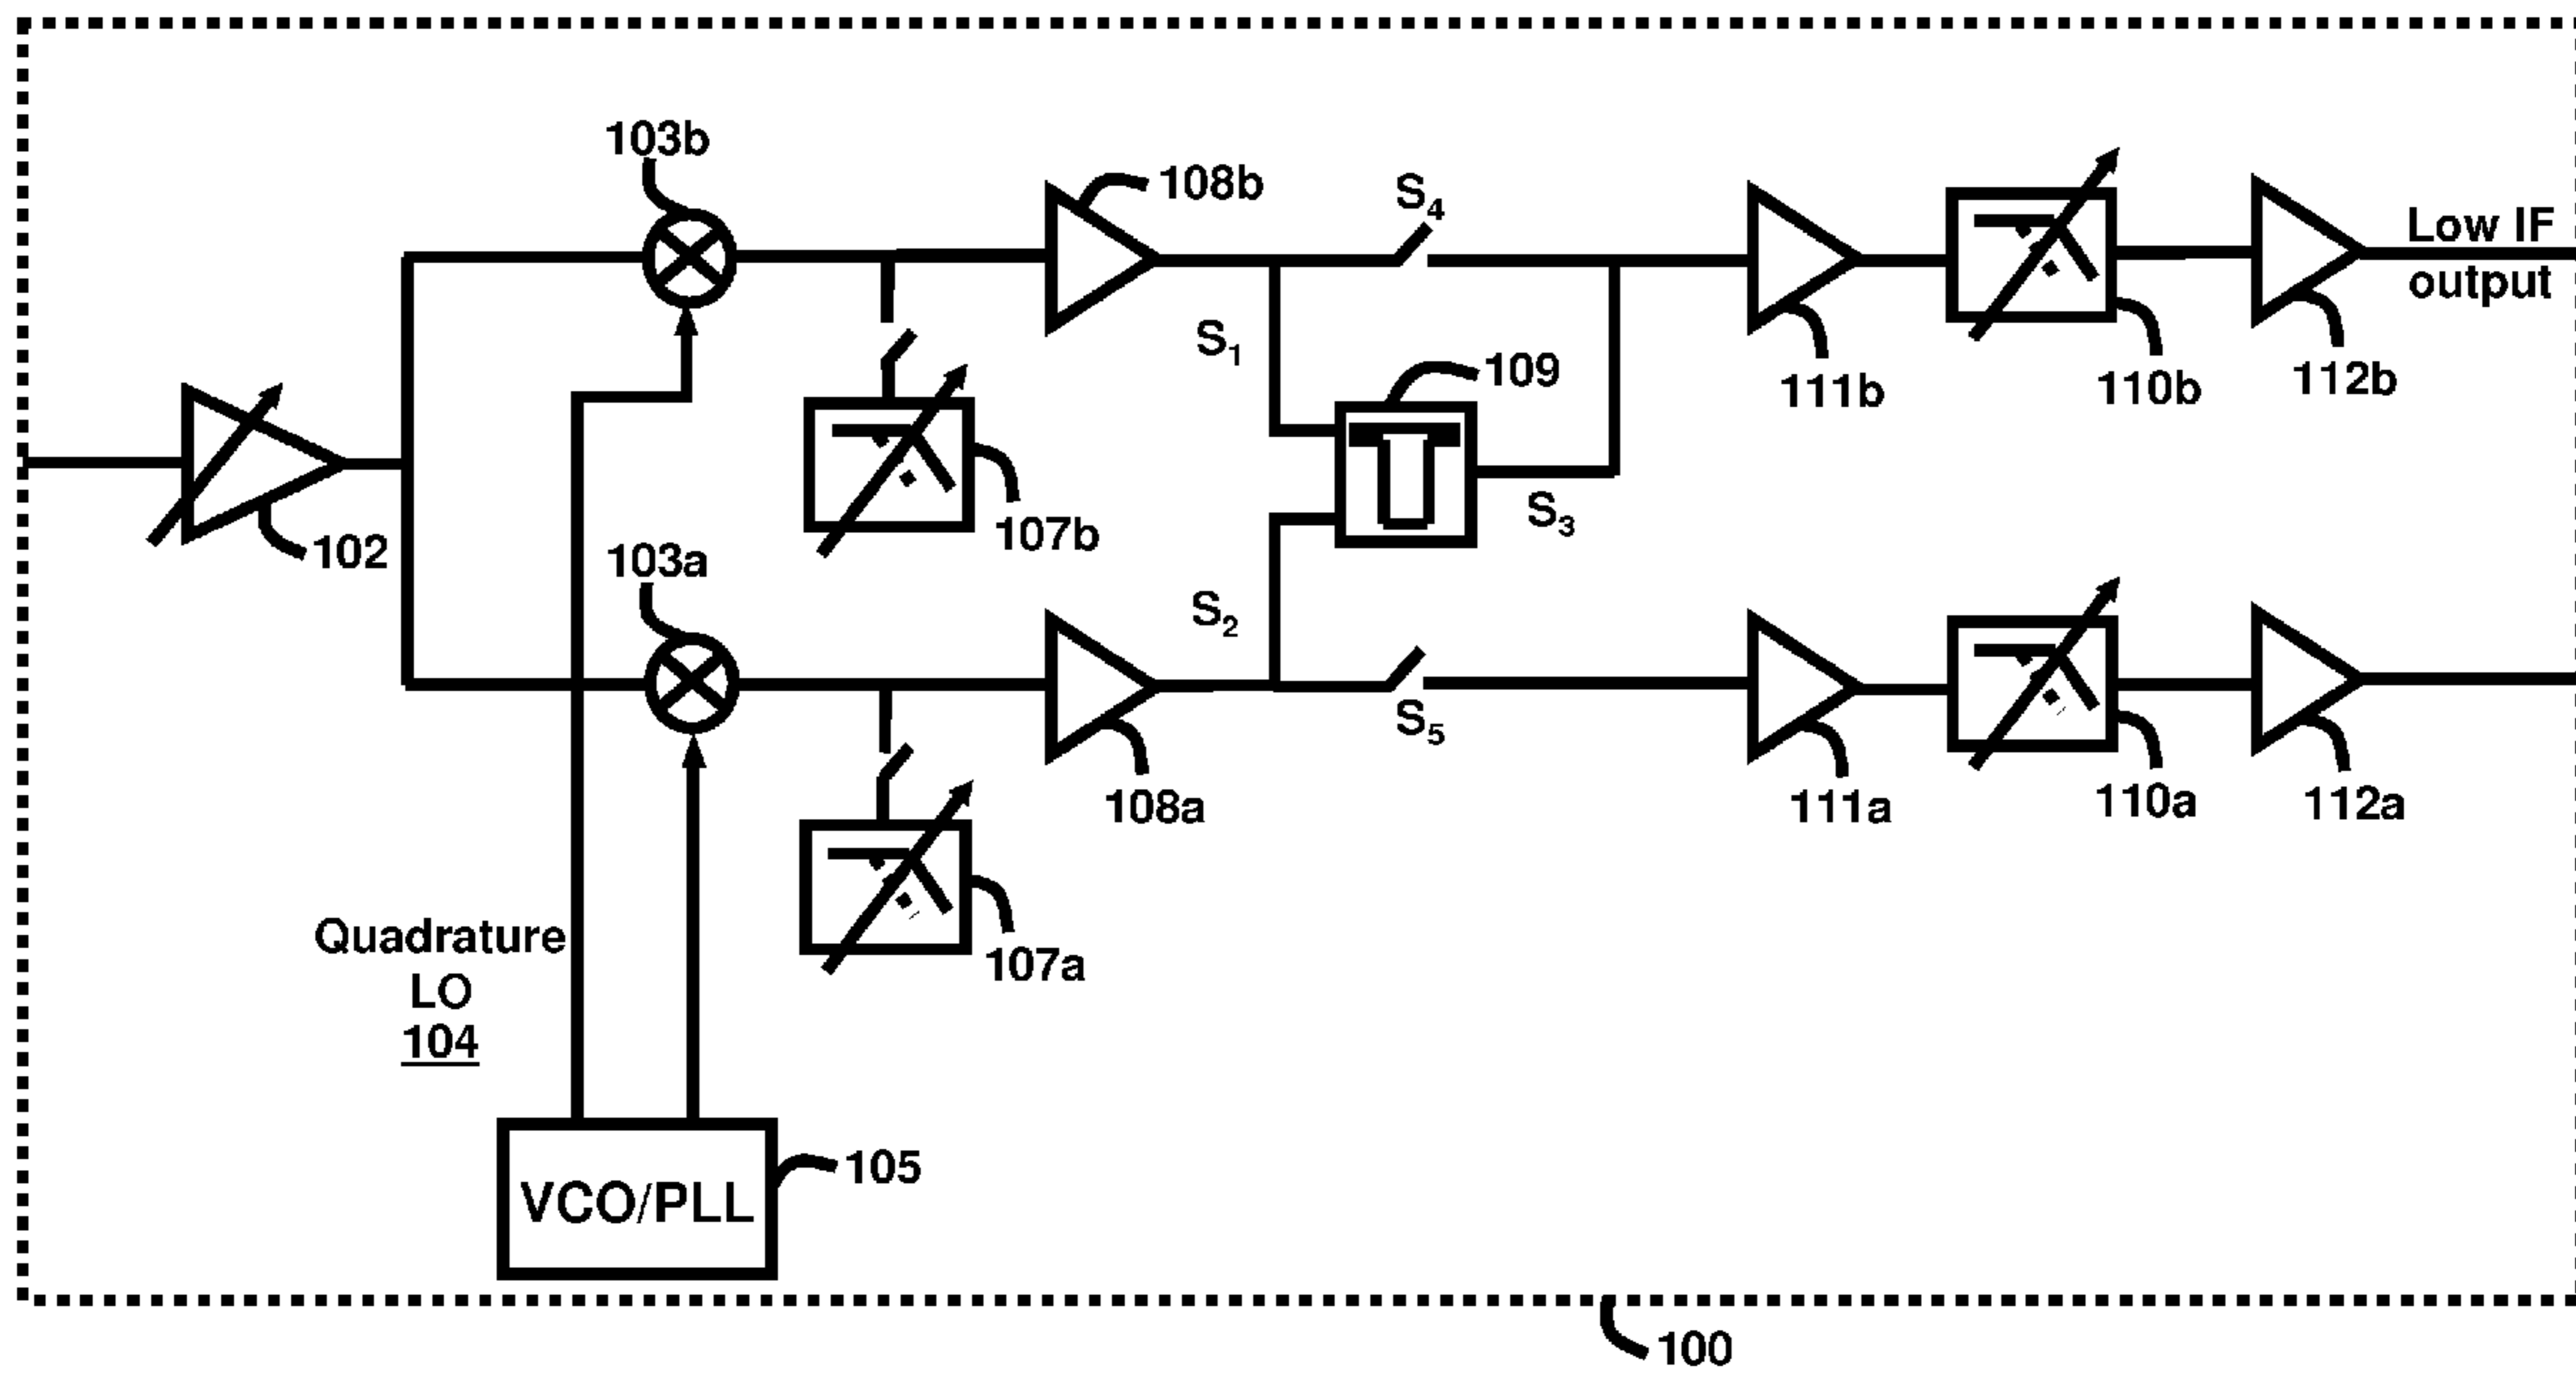 103b
108b
S4
Low IF
output
S1
109
111b
110b
112b
107b
S3
102
103a
S2
S5
108a
111a
110a
112a
107a
Quadrature
LO
104
105
VCO/PLL
100